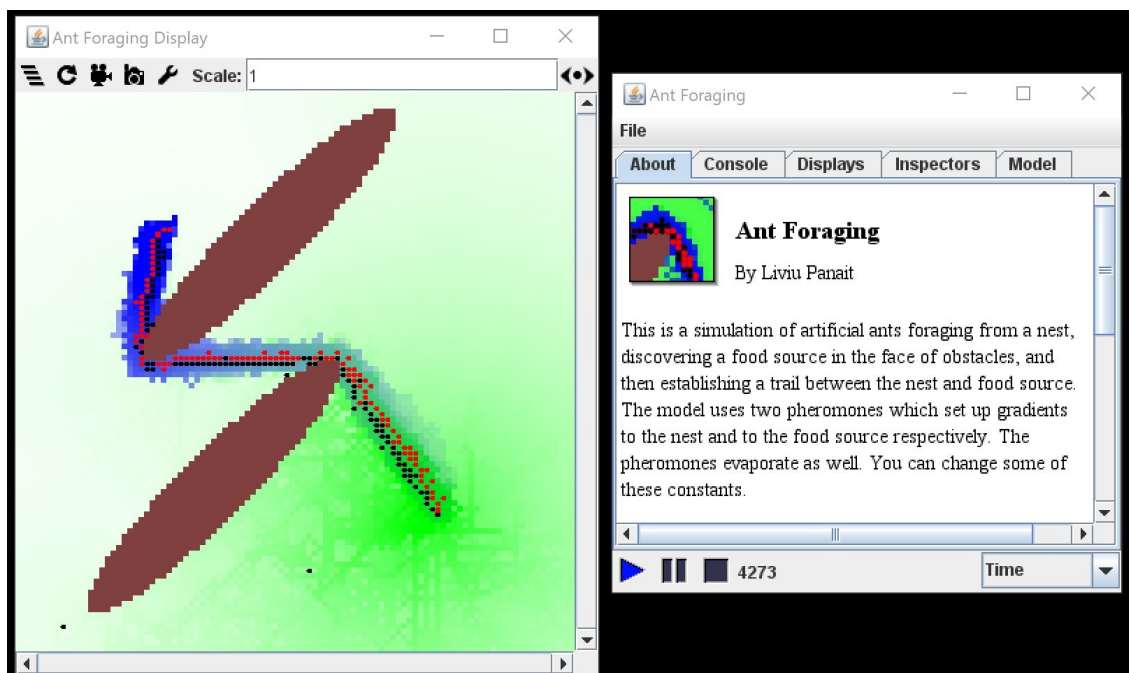 Ant Foraging Display
Scale: 1
Ant Foraging
File
About Console Displays Inspectors Model
Ant Foraging
By Liviu Panait
This is a simulation of artificial ants foraging from a nest,
discovering a food source in the face of obstacles, and
then establishing a trail between the nest and food source.
The model uses two pheromones which set up gradients
to the nest and to the food source respectively. The
pheromones evaporate as well. You can change some of
these constants.
4273 Time